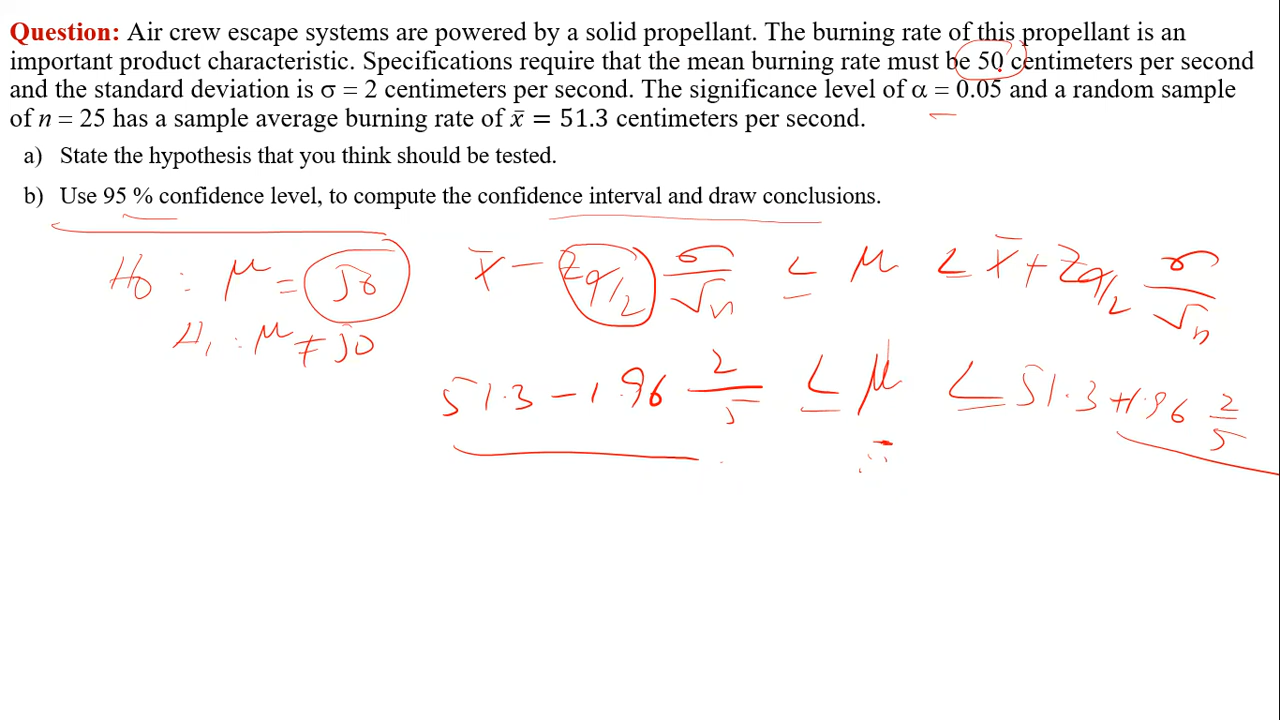 Question: Air crew escape systems are powered by a solid propellant. The burning rate of this propellant is an
important product characteristic. Specifications require that the mean burning rate must be 50 centimeters per second
and the standard deviation is σ = 2 centimeters per second. The significance level of α = 0.05 and a random sample
of n = 25 has a sample average burning rate of x̄ = 51.3 centimeters per second.
a) State the hypothesis that you think should be tested.
b) Use 95 % confidence level, to compute the confidence interval and draw conclusions.
H₀ : μ = 50
H₁ : μ ≠ 50
x̄ − Zα/2 σ/√n ≤ μ ≤ x̄ + Zα/2 σ/√n
51.3 − 1.96 2/5 ≤ μ ≤ 51.3 + 1.96 2/5